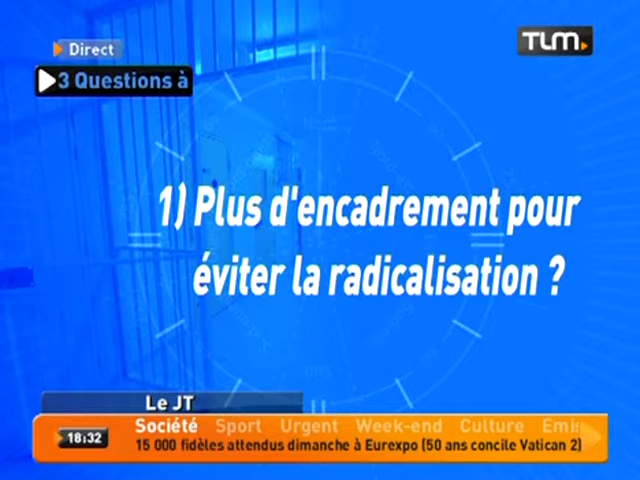 Direct
TLM.
3 Questions à
1) Plus d'encadrement pour
éviter la radicalisation ?
Le JT
Société Sport Urgent Week-end Culture Emi
18:32
15 000 fidèles attendus dimanche à Eurexpo (50 ans concile Vatican 2)